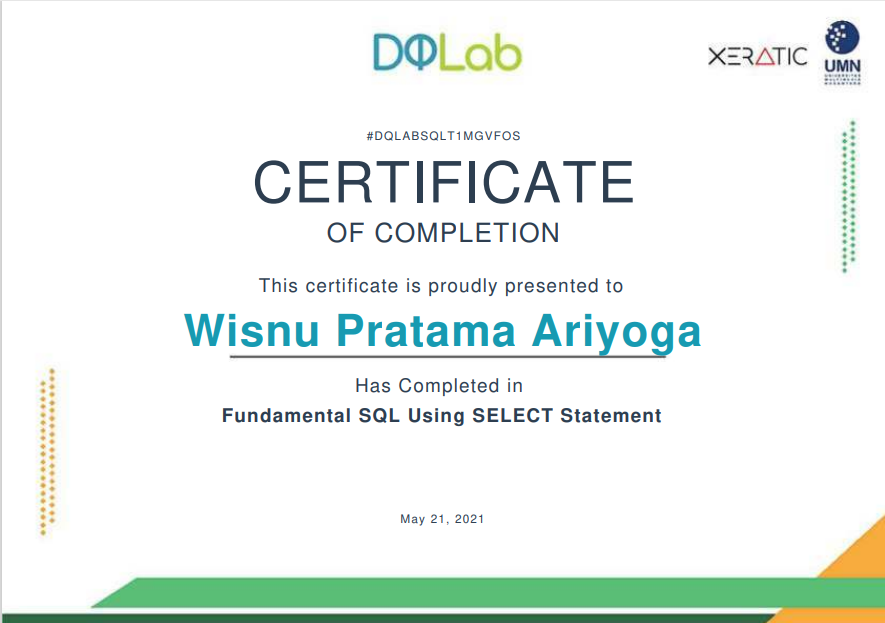 DQLab
XERATIC
UMN
UNIVERSITAS
MULTIMEDIA
NUSANTARA
#DQLABSQLT1MGVFOS
CERTIFICATE
OF COMPLETION
This certificate is proudly presented to
Wisnu Pratama Ariyoga
Has Completed in
Fundamental SQL Using SELECT Statement
May 21, 2021